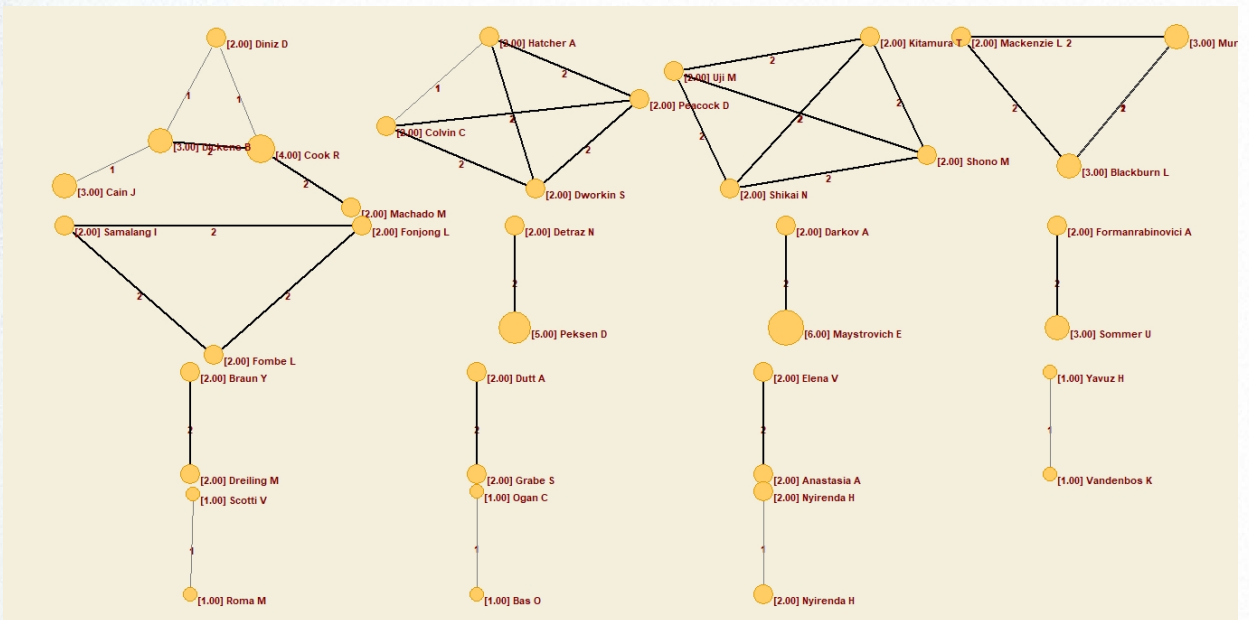 [2.00] Diniz D
[2.00] Hatcher A
[2.00] Kitamura T
[2.00] Mackenzie L 2
[3.00] Mur
2
2
[2.00] Uji M
1
1
1
[2.00] Peacock D
2
2
2
2
2
[2.00] Colvin C
[3.00] Dickens B
2
[4.00] Cook R
2
2
2
2
[2.00] Shono M
1
2
[3.00] Blackburn L
2
[3.00] Cain J
[2.00] Dworkin S
[2.00] Shikai N
[2.00] Machado M
[2.00] Samalang I
2
[2.00] Fonjong L
[2.00] Detraz N
[2.00] Darkov A
[2.00] Formanrabinovici A
2
2
2
2
2
[5.00] Peksen D
[6.00] Maystrovich E
[3.00] Sommer U
[2.00] Fombe L
[2.00] Braun Y
[2.00] Dutt A
[2.00] Elena V
[1.00] Yavuz H
2
2
2
1
[2.00] Dreiling M
[2.00] Grabe S
[2.00] Anastasia A
[1.00] Vandenbos K
[1.00] Scotti V
[1.00] Ogan C
[2.00] Nyirenda H
1
1
1
[1.00] Roma M
[1.00] Bas O
[2.00] Nyirenda H